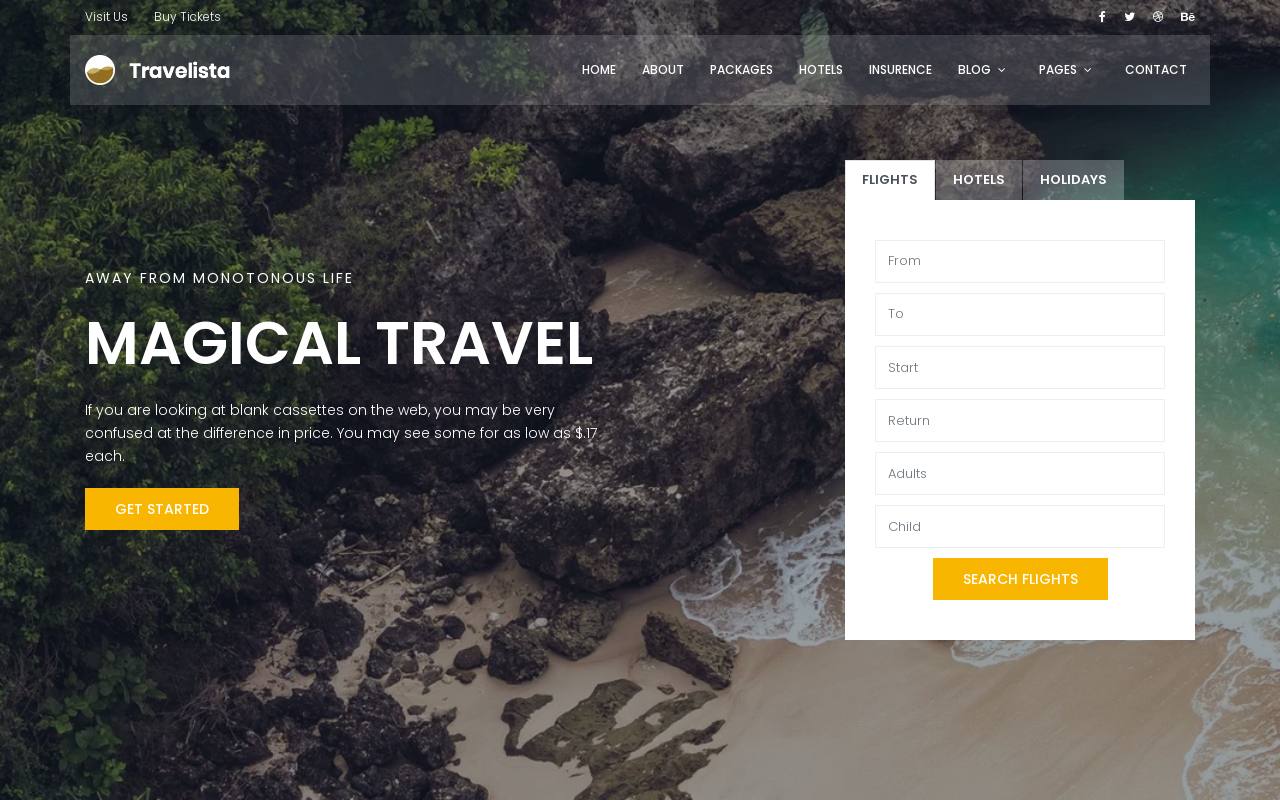 Visit Us Buy Tickets Bē
Travelista HOME ABOUT PACKAGES HOTELS INSURENCE BLOG PAGES CONTACT
FLIGHTS HOTELS HOLIDAYS
AWAY FROM MONOTONOUS LIFE
MAGICAL TRAVEL
If you are looking at blank cassettes on the web, you may be very
confused at the difference in price. You may see some for as low as $.17
each.
GET STARTED
From
To
Start
Return
Adults
Child
SEARCH FLIGHTS